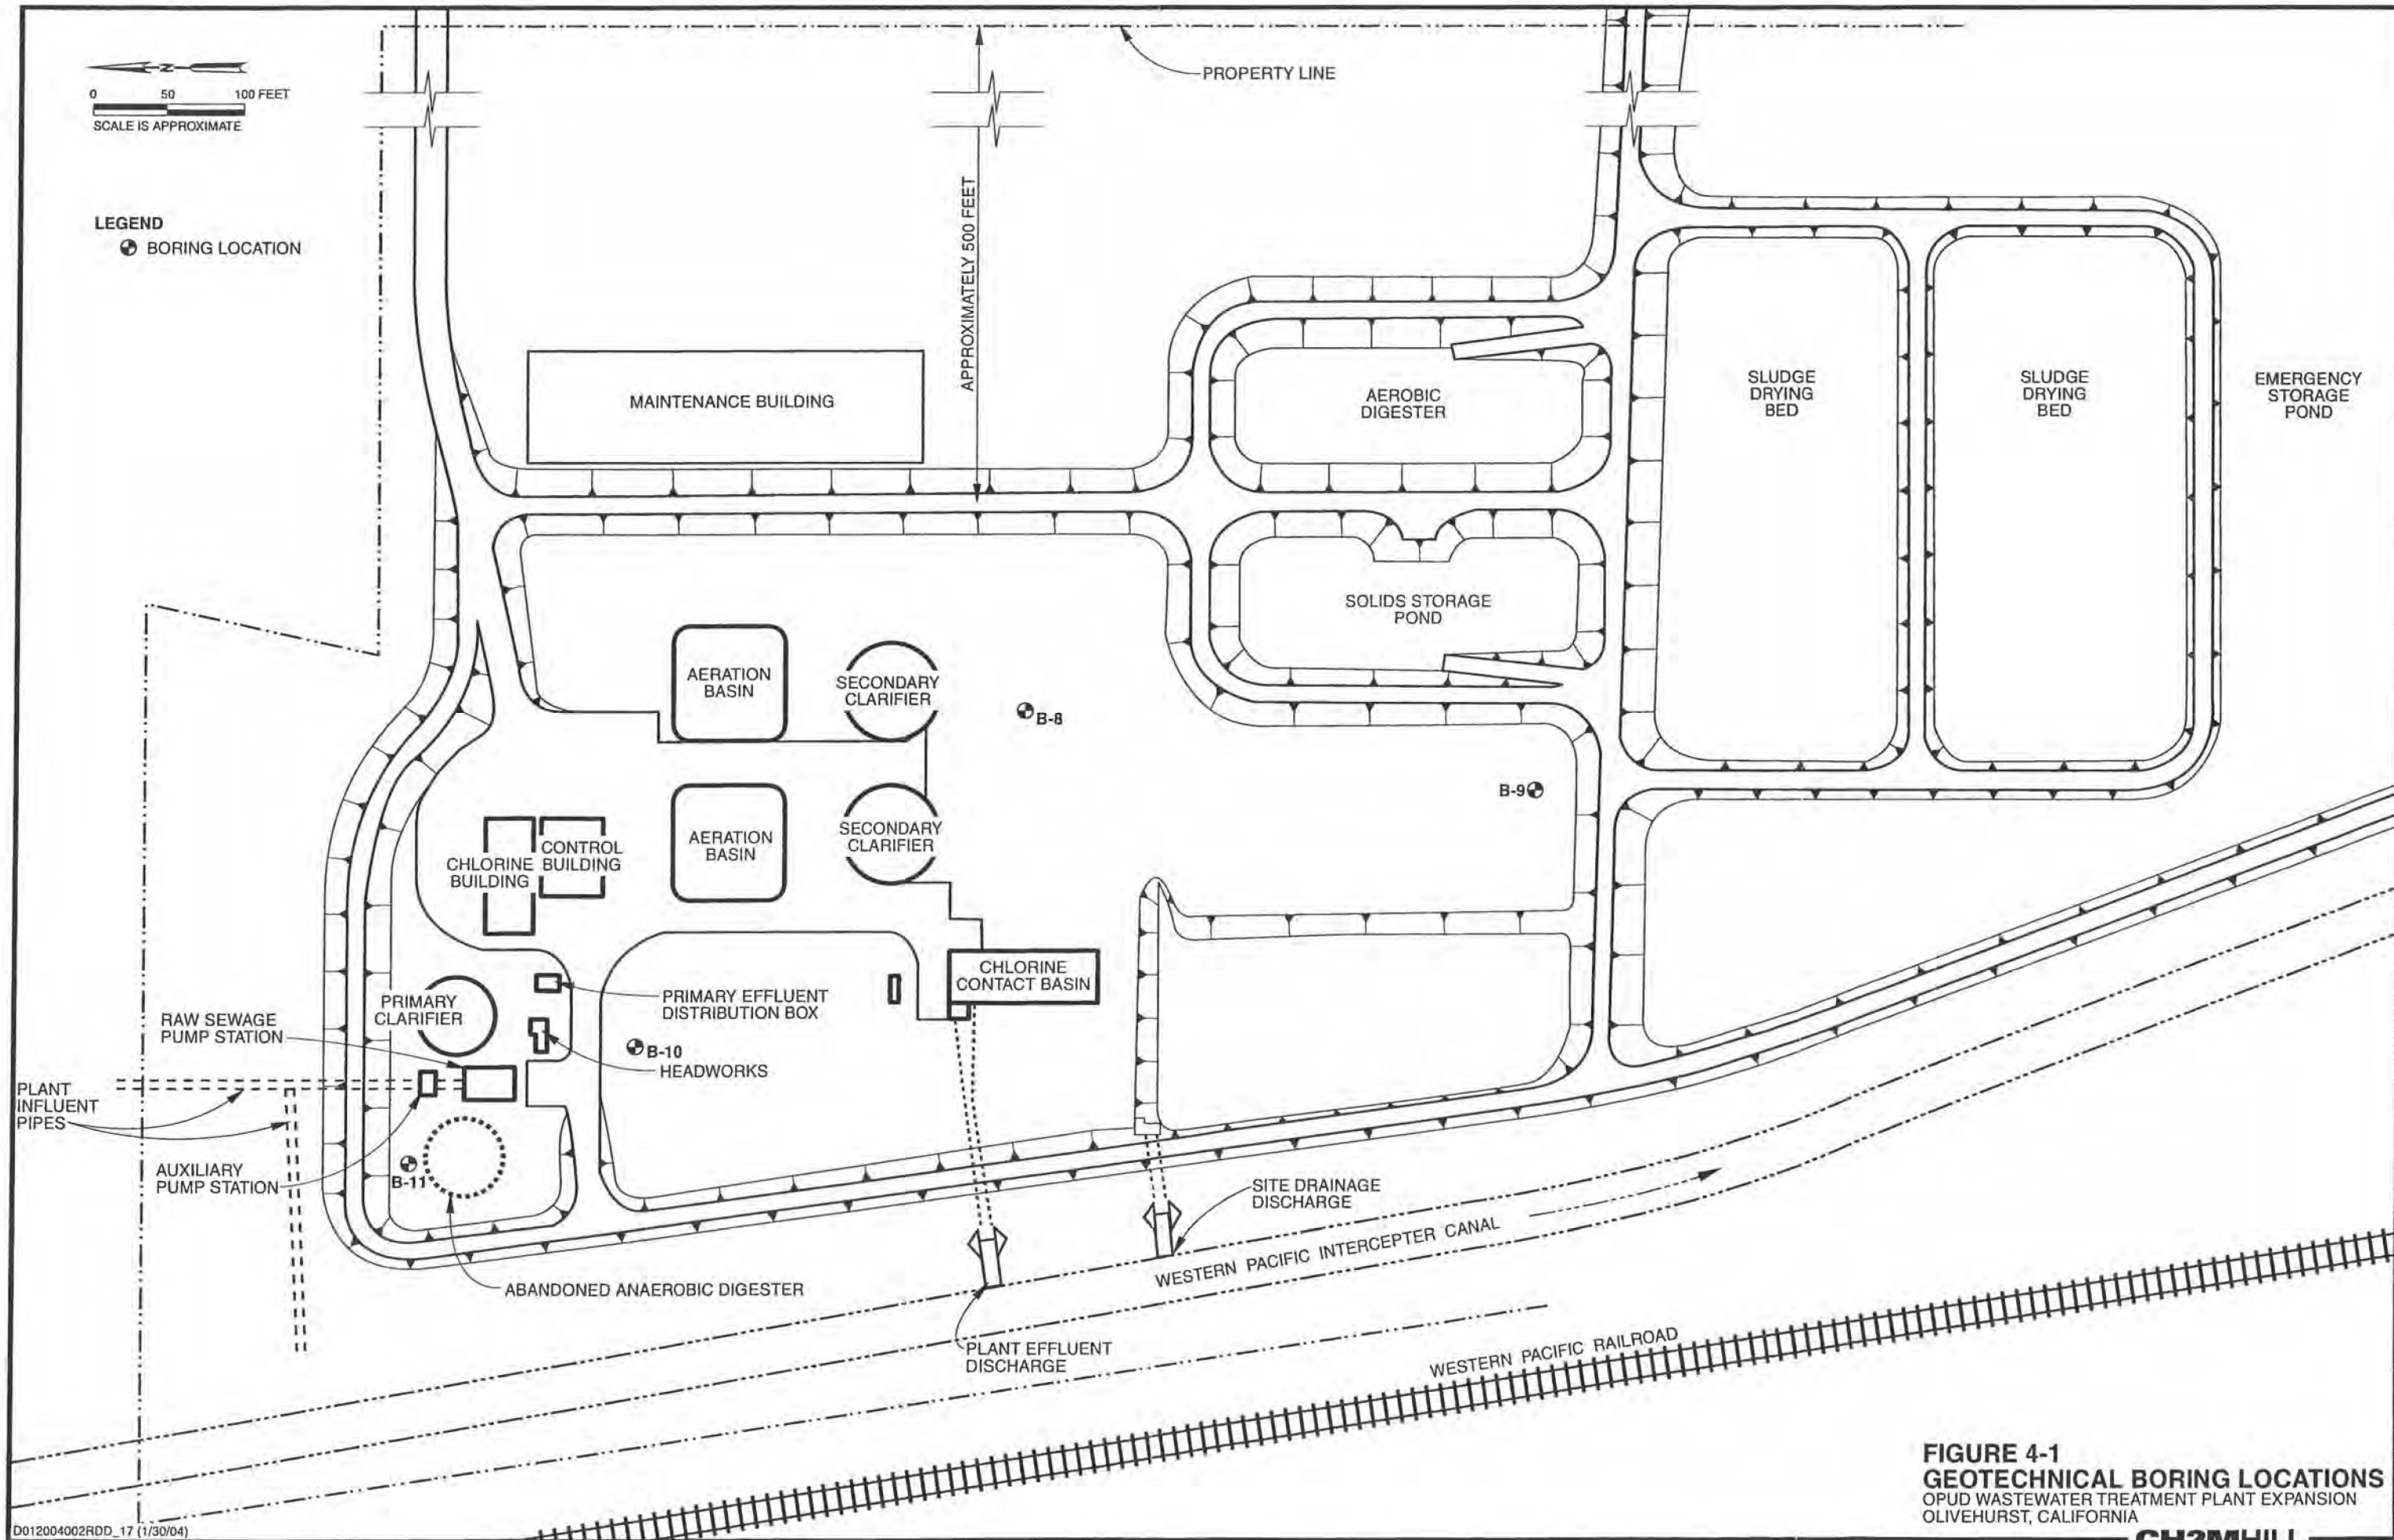 N
0 50 100 FEET
SCALE IS APPROXIMATE
LEGEND
BORING LOCATION
PROPERTY LINE
APPROXIMATELY 500 FEET
MAINTENANCE BUILDING
AEROBIC
DIGESTER
SLUDGE
DRYING
BED
SLUDGE
DRYING
BED
EMERGENCY
STORAGE
POND
SOLIDS STORAGE
POND
AERATION
BASIN
SECONDARY
CLARIFIER
B-8
B-9
CHLORINE
BUILDING
CONTROL
BUILDING
AERATION
BASIN
SECONDARY
CLARIFIER
CHLORINE
CONTACT BASIN
PRIMARY
CLARIFIER
PRIMARY EFFLUENT
DISTRIBUTION BOX
RAW SEWAGE
PUMP STATION
B-10
HEADWORKS
PLANT
INFLUENT
PIPES
AUXILIARY
PUMP STATION
B-11
ABANDONED ANAEROBIC DIGESTER
SITE DRAINAGE
DISCHARGE
WESTERN PACIFIC INTERCEPTER CANAL
PLANT EFFLUENT
DISCHARGE
WESTERN PACIFIC RAILROAD
FIGURE 4-1
GEOTECHNICAL BORING LOCATIONS
OPUD WASTEWATER TREATMENT PLANT EXPANSION
OLIVEHURST, CALIFORNIA
CH2MHILL
D012004002RDD_17 (1/30/04)